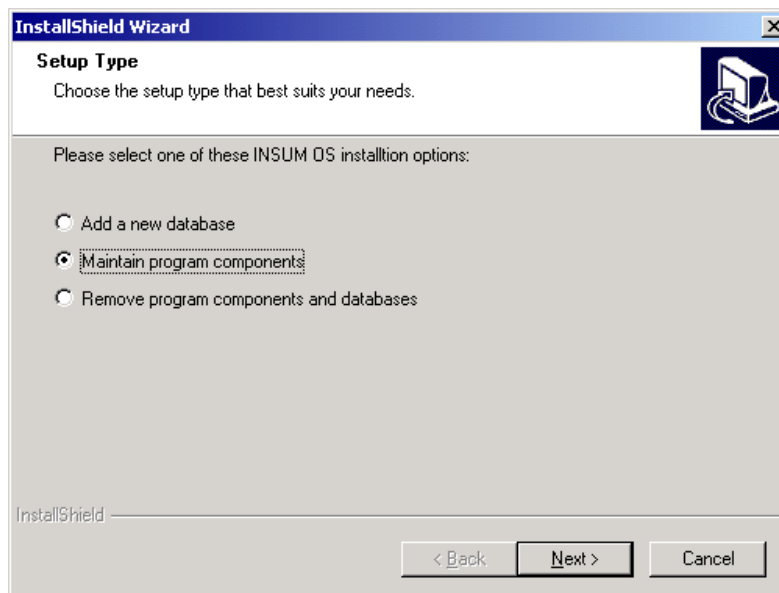 InstallShield Wizard
Setup Type
Choose the setup type that best suits your needs.
Please select one of these INSUM OS installtion options:
Add a new database
Maintain program components
Remove program components and databases
InstallShield
< Back Next > Cancel